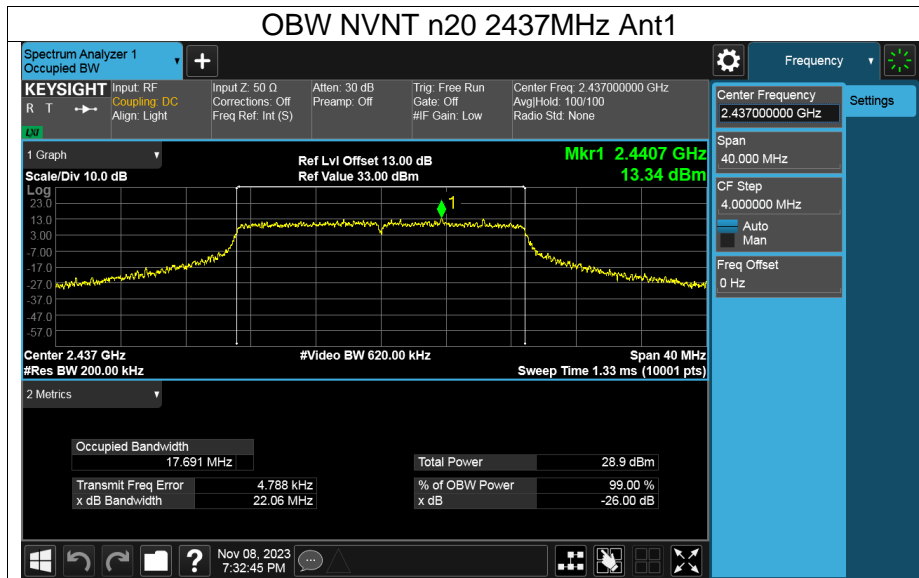 OBW NVNT n20 2437MHz Ant1
Spectrum Analyzer 1
Occupied BW
+
Frequency
KEYSIGHT
R T
LXI
Input: RF
Coupling: DC
Align: Light
Input Z: 50 Ω
Corrections: Off
Freq Ref: Int (S)
Atten: 30 dB
Preamp: Off
Trig: Free Run
Gate: Off
#IF Gain: Low
Center Freq: 2.437000000 GHz
Avg|Hold: 100/100
Radio Std: None
Center Frequency
2.437000000 GHz
Settings
Span
40.000 MHz
CF Step
4.000000 MHz
Auto
Man
Freq Offset
0 Hz
1 Graph
Scale/Div 10.0 dB
Ref Lvl Offset 13.00 dB
Ref Value 33.00 dBm
Mkr1 2.4407 GHz
13.34 dBm
Log
23.0
13.0
3.00
-7.00
-17.0
-27.0
-37.0
-47.0
-57.0
1
Center 2.437 GHz
#Res BW 200.00 kHz
#Video BW 620.00 kHz
Span 40 MHz
Sweep Time 1.33 ms (10001 pts)
2 Metrics
Occupied Bandwidth
17.691 MHz
Transmit Freq Error 4.788 kHz
x dB Bandwidth 22.06 MHz
Total Power 28.9 dBm
% of OBW Power 99.00 %
x dB -26.00 dB
?
Nov 08, 2023
7:32:45 PM